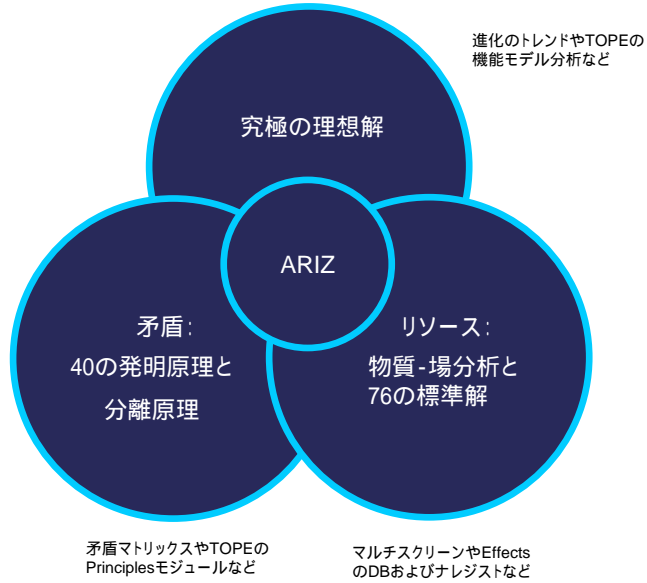 進化のトレンドやTOPEの
機能モデル分析など
究極の理想解
ARIZ
矛盾:
40の発明原理と
分離原理
リソース:
物質-場分析と
76の標準解
矛盾マトリックスやTOPEの
Principlesモジュールなど
マルチスクリーンやEffects
のDBおよびナレジストなど